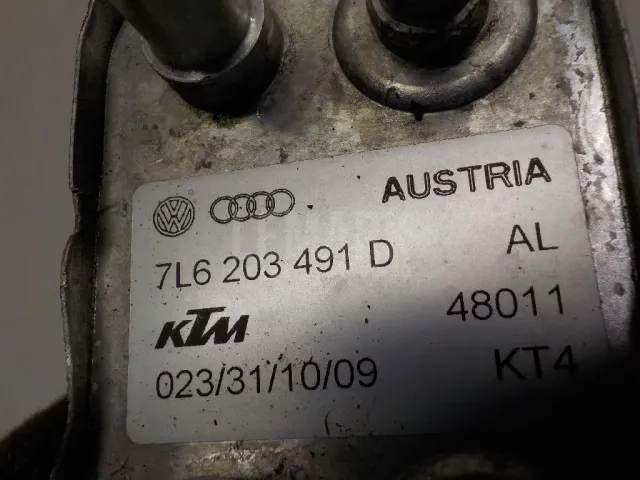 AUSTRIA
7L6 203 491 D AL
KTM 48011
023/31/10/09 KT4